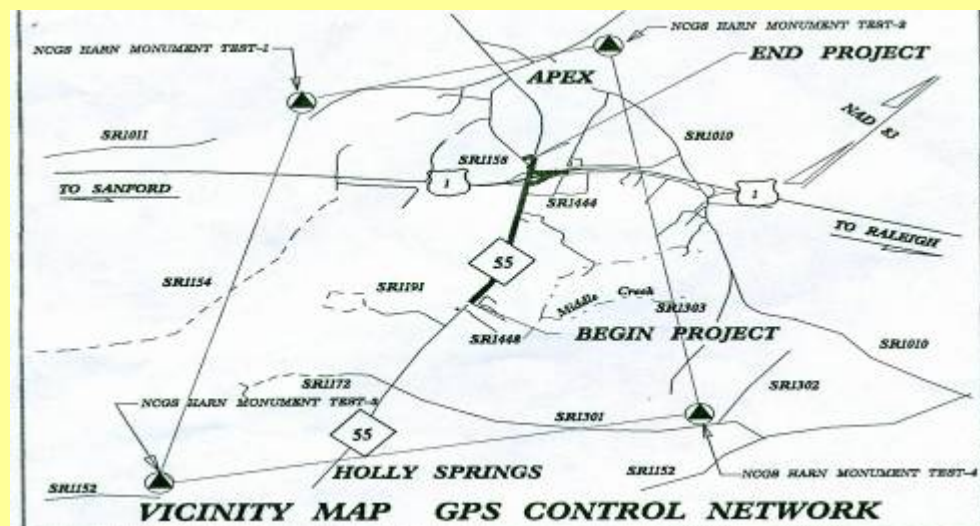 NCGS HARN MONUMENT TEST-1
NCGS HARN MONUMENT TEST-2
END PROJECT
APEX
NAD 83
SR1011
SR1156
SR1010
TO SANFORD
1
1
SR1444
TO RALEIGH
55
SR1154
SR1191
Middle Creek
SR1303
SR1448
BEGIN PROJECT
SR1010
SR1172
SR1302
NCGS HARN MONUMENT TEST-3
SR1301
55
HOLLY SPRINGS
SR1152
NCGS HARN MONUMENT TEST-4
SR1152
VICINITY MAP GPS CONTROL NETWORK